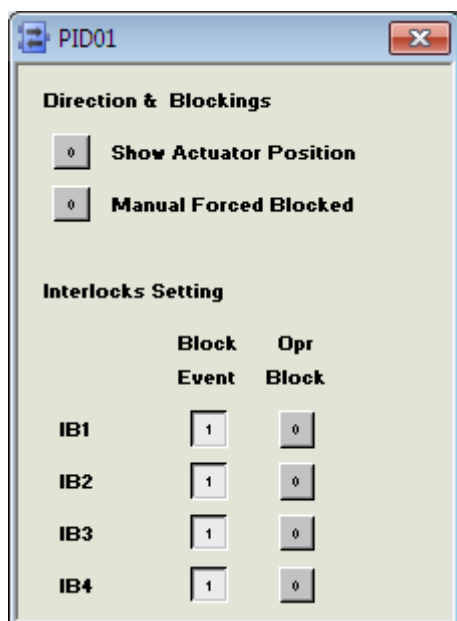 PID01
Direction & Blockings
0 Show Actuator Position
0 Manual Forced Blocked
Interlocks Setting
Block Opr
Event Block
IB1 1 0
IB2 1 0
IB3 1 0
IB4 1 0